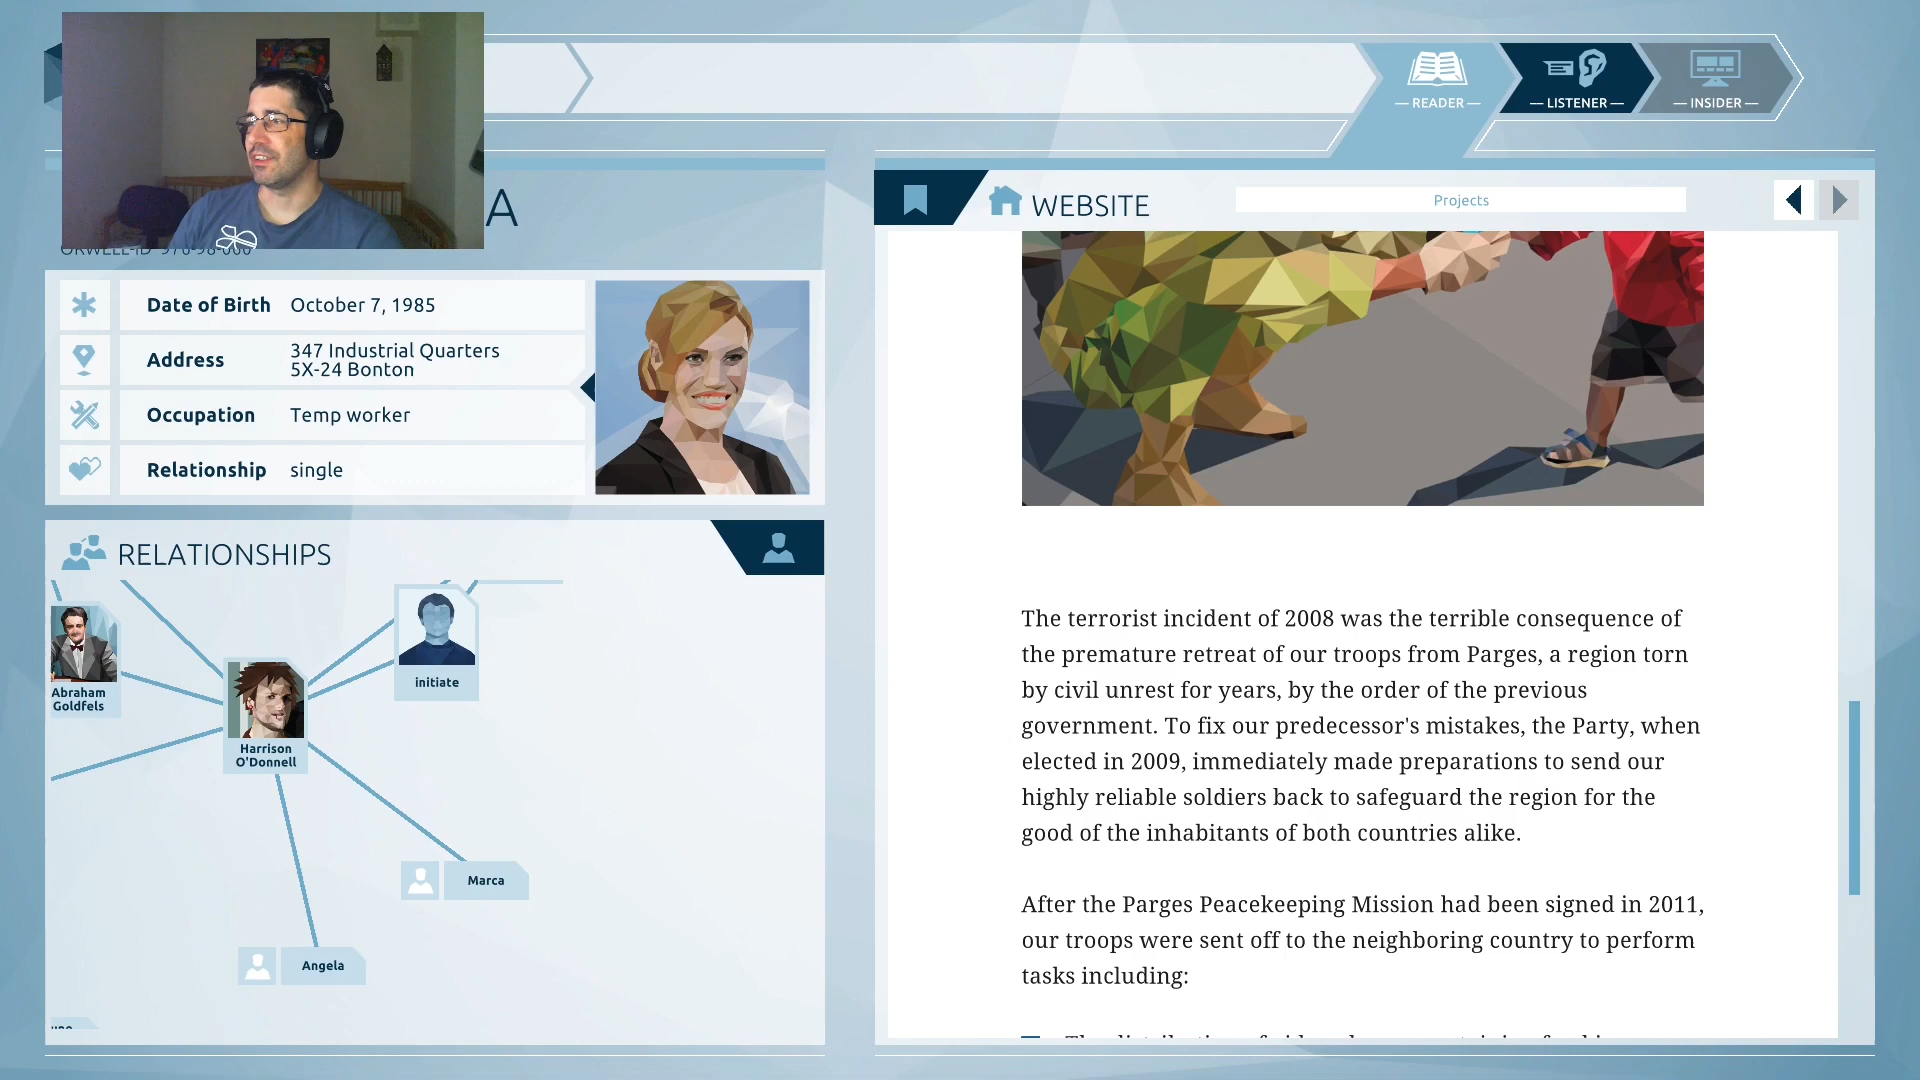 — READER —
— LISTENER —
— INSIDER —
A
WEBSITE
Projects
Date of Birth October 7, 1985
Address 347 Industrial Quarters
5X-24 Bonton
Occupation Temp worker
Relationship single
RELATIONSHIPS
Abraham
Goldfels
initiate
Harrison
O'Donnell
Marca
Angela
The terrorist incident of 2008 was the terrible consequence of
the premature retreat of our troops from Parges, a region torn
by civil unrest for years, by the order of the previous
government. To fix our predecessor's mistakes, the Party, when
elected in 2009, immediately made preparations to send our
highly reliable soldiers back to safeguard the region for the
good of the inhabitants of both countries alike.
After the Parges Peacekeeping Mission had been signed in 2011,
our troops were sent off to the neighboring country to perform
tasks including: